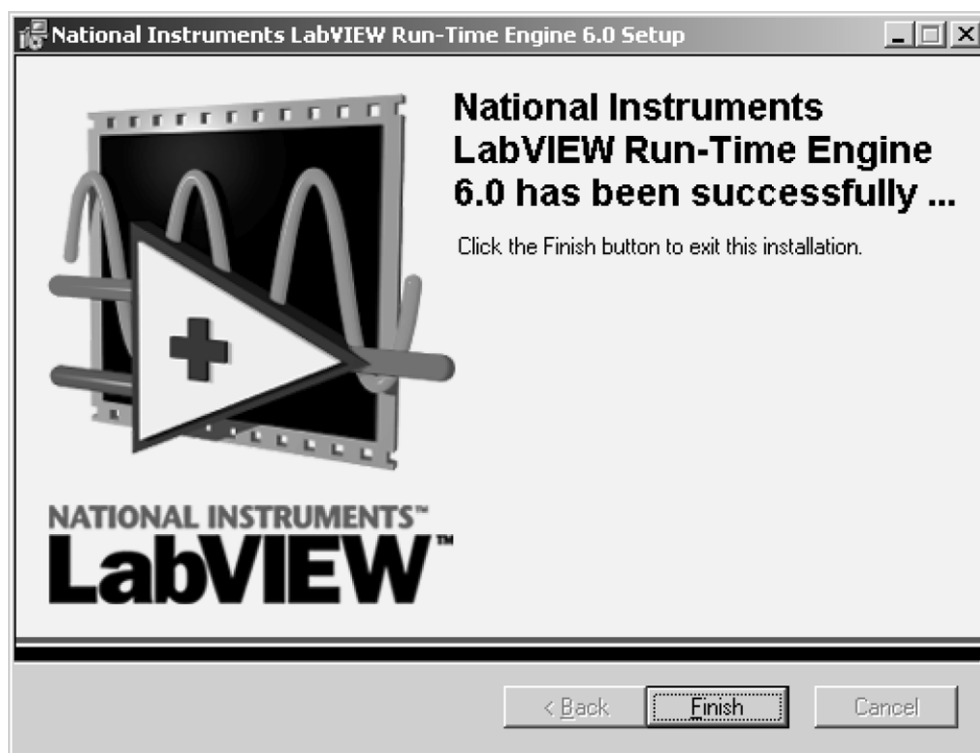 National Instruments LabVIEW Run-Time Engine 6.0 Setup
National Instruments
LabVIEW Run-Time Engine
6.0 has been successfully ...
Click the Finish button to exit this installation.
NATIONAL INSTRUMENTS™
LabVIEW™
< Back
Finish
Cancel